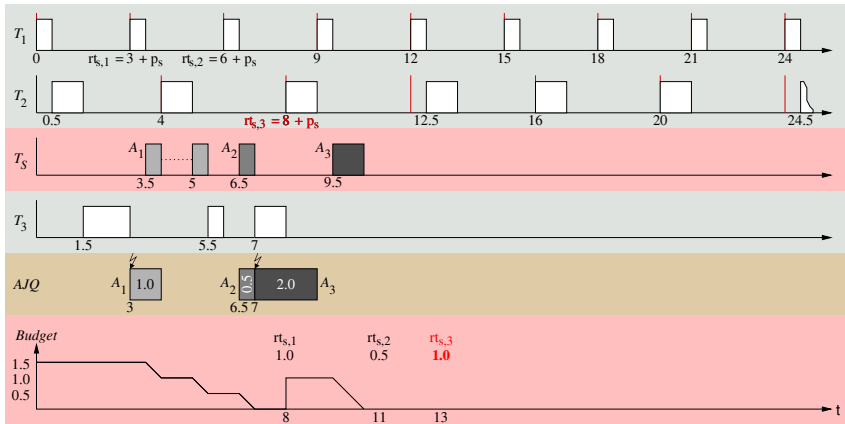 T1
0 rts,1 = 3 + ps rts,2 = 6 + ps 9 12 15 18 21 24
T2
0.5 4 rts,3 = 8 + ps 12.5 16 20 24.5
A1 A2 A3
TS
3.5 5 6.5 9.5
T3
1.5 5.5 7
AJQ A1 1.0 A2 0.5 2.0 A3
3 6.5 7
Budget rts,1 rts,2 rts,3
1.0 0.5 1.0
1.5
1.0
0.5
t
8 11 13